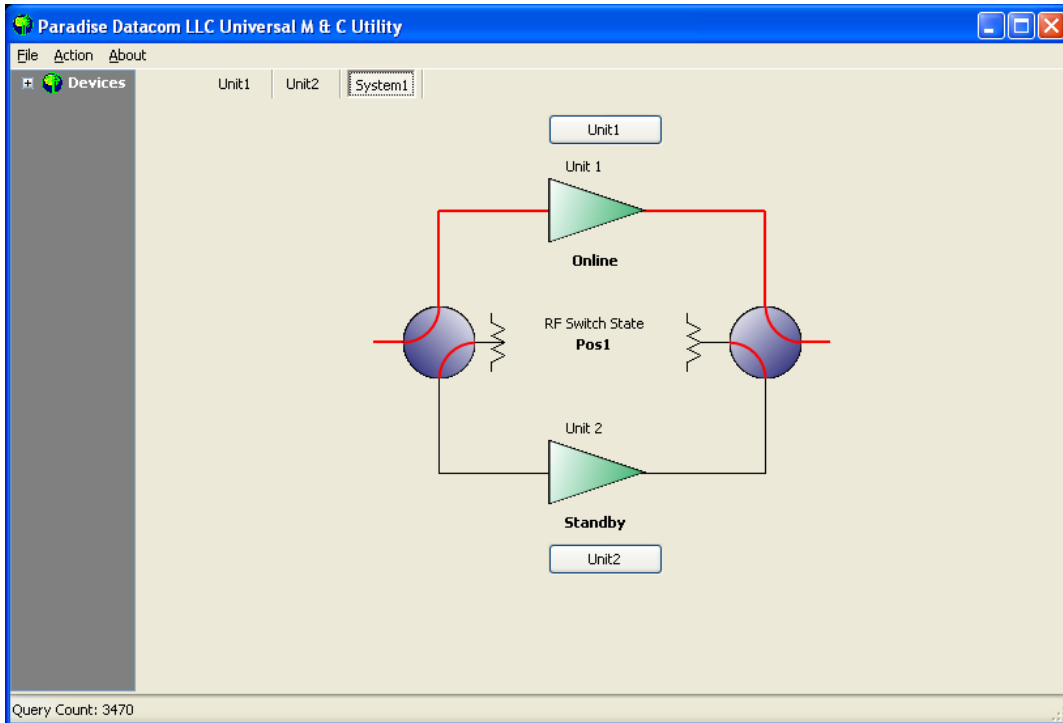 Paradise Datacom LLC Universal M & C Utility
File Action About
Devices
Unit1 Unit2 System1
Unit1
Unit 1
Online
RF Switch State
Pos1
Unit 2
Standby
Unit2
Query Count: 3470